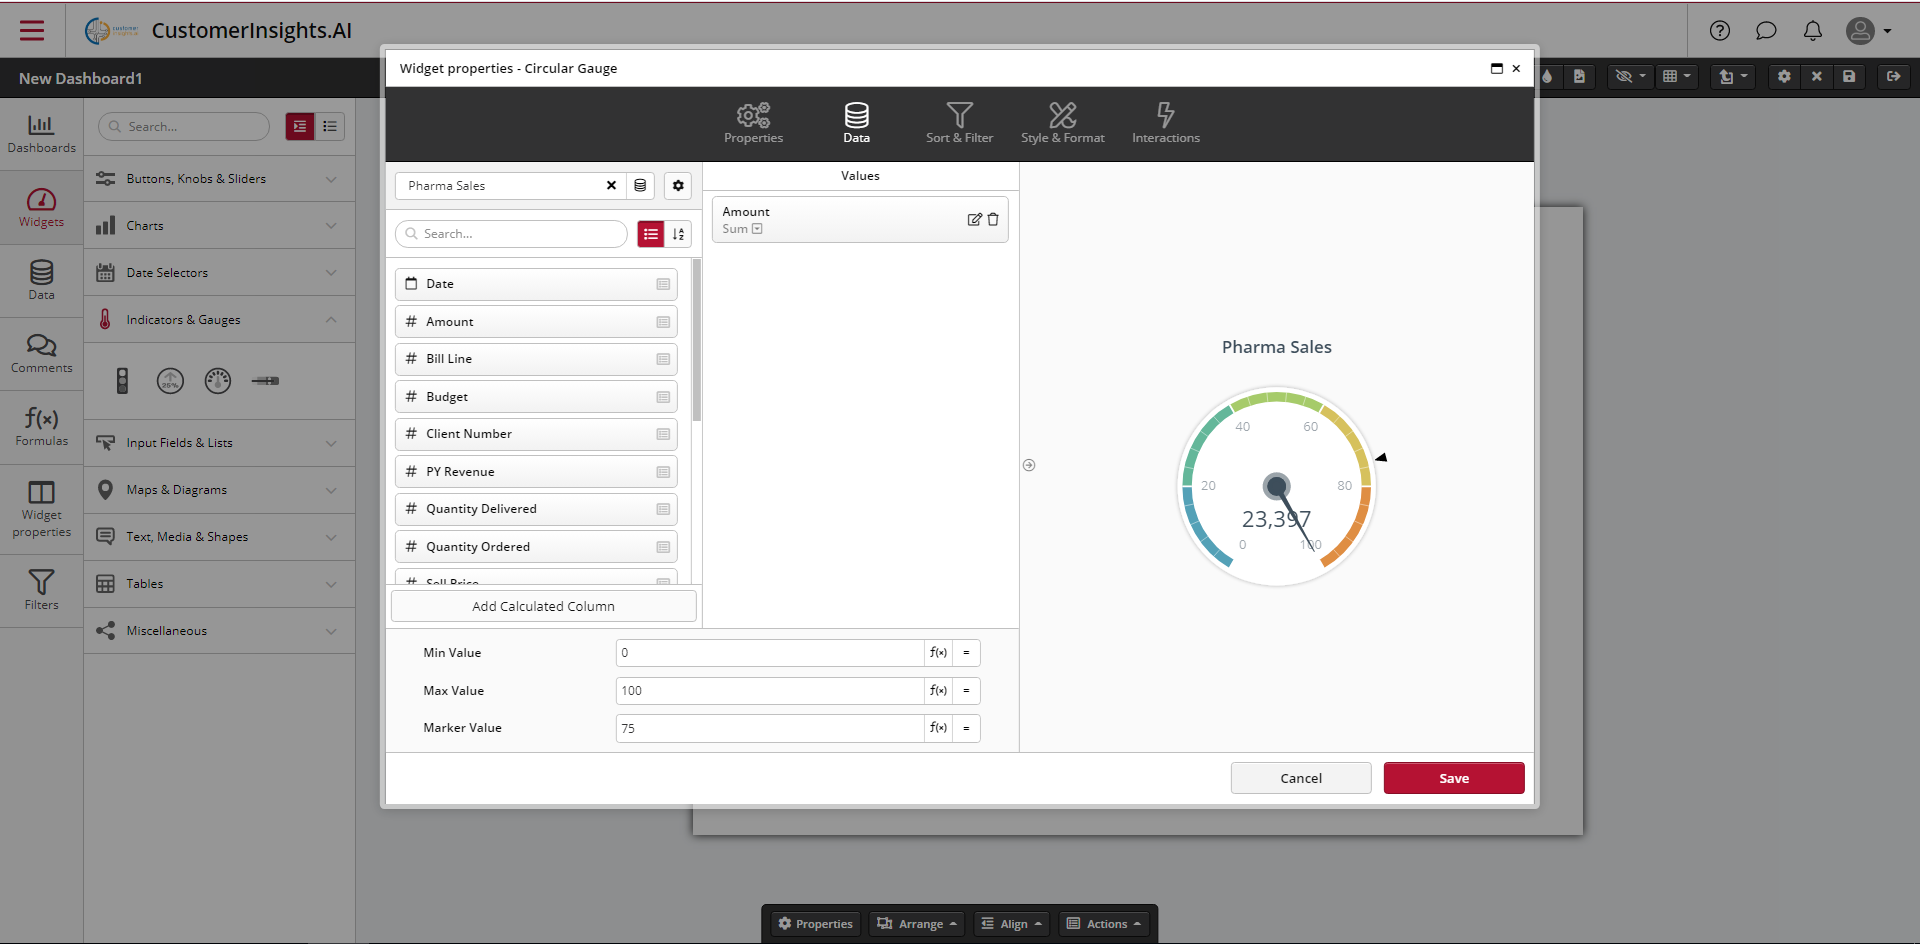 CustomerInsights.AI
New Dashboard1
Widget properties - Circular Gauge
Properties
Data
Sort & Filter
Style & Format
Interactions
Dashboards
Widgets
Data
Comments
f(x)
Formulas
Widget
properties
Filters
Search...
Buttons, Knobs & Sliders
Charts
Date Selectors
Indicators & Gauges
25%
Input Fields & Lists
Maps & Diagrams
Text, Media & Shapes
Tables
Miscellaneous
Pharma Sales
Search...
Date
# Amount
# Bill Line
# Budget
# Client Number
# PY Revenue
# Quantity Delivered
# Quantity Ordered
# Sell Price
Add Calculated Column
Values
Amount
Sum
Min Value 0 f(x) =
Max Value 100 f(x) =
Marker Value 75 f(x) =
Pharma Sales
40 60
20 80
23,397
0 100
Cancel
Save
Properties
Arrange
Align
Actions